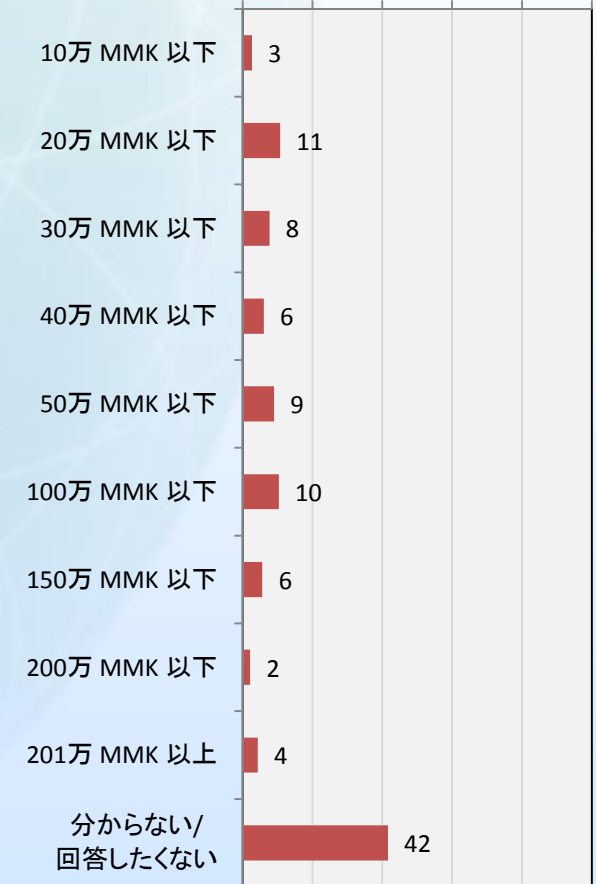 10万 MMK 以下 3
20万 MMK 以下 11
30万 MMK 以下 8
40万 MMK 以下 6
50万 MMK 以下 9
100万 MMK 以下 10
150万 MMK 以下 6
200万 MMK 以下 2
201万 MMK 以上 4
分からない/
回答したくない 42